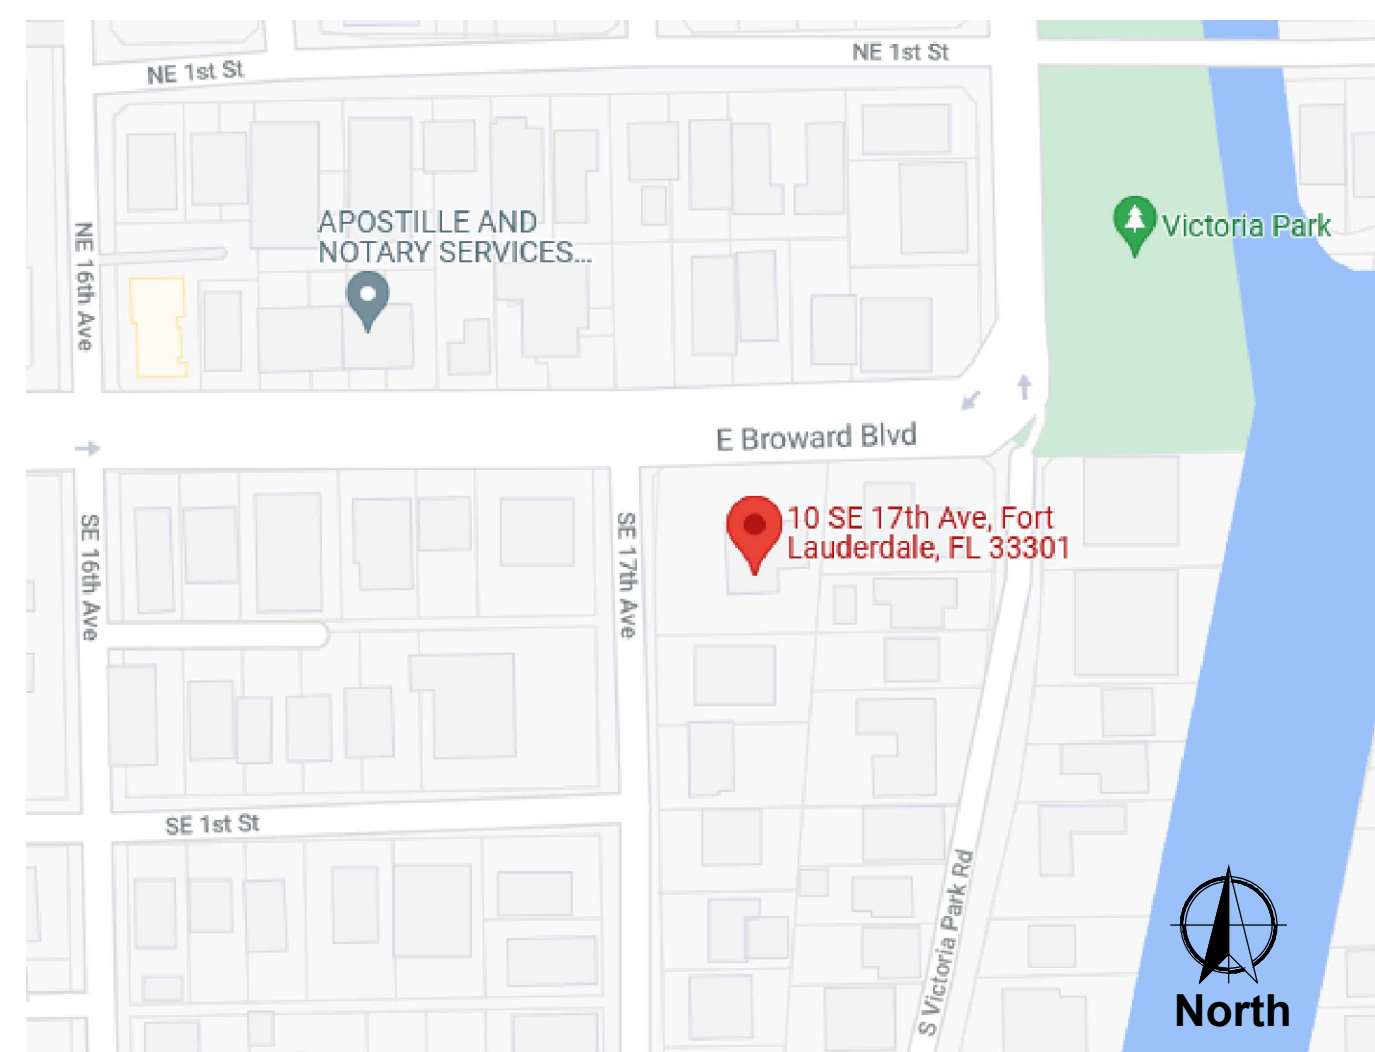 NE 1st St
NE 1st St
APOSTILLE AND
NOTARY SERVICES...
Victoria Park
NE 16th Ave
E Broward Blvd
10 SE 17th Ave, Fort
Lauderdale, FL 33301
SE 16th Ave
SE 17th Ave
SE 1st St
S Victoria Park Rd
North